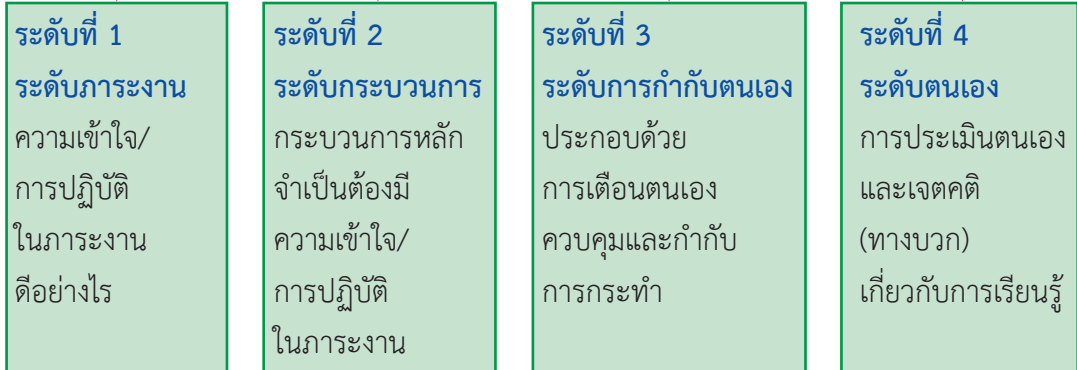 ระดับที่ 1
ระดับภาระงาน
ความเข้าใจ/
การปฏิบัติ
ในภาระงาน
ดีอย่างไร
ระดับที่ 2
ระดับกระบวนการ
กระบวนการหลัก
จำเป็นต้องมี
ความเข้าใจ/
การปฏิบัติ
ในภาระงาน
ระดับที่ 3
ระดับการกำกับตนเอง
ประกอบด้วย
การเตือนตนเอง
ควบคุมและกำกับ
การกระทำ
ระดับที่ 4
ระดับตนเอง
การประเมินตนเอง
และเจตคติ
(ทางบวก)
เกี่ยวกับการเรียนรู้